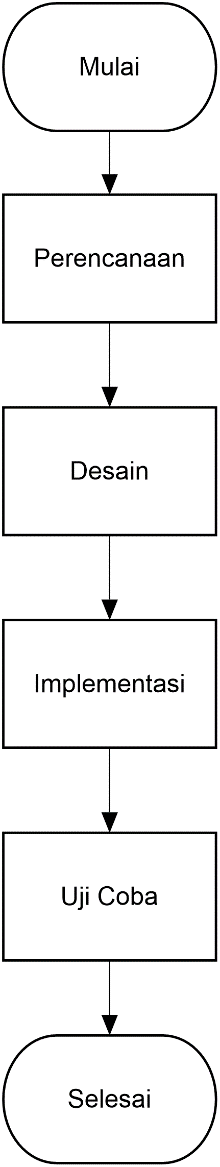 Mulai
Perencanaan
Desain
Implementasi
Uji Coba
Selesai